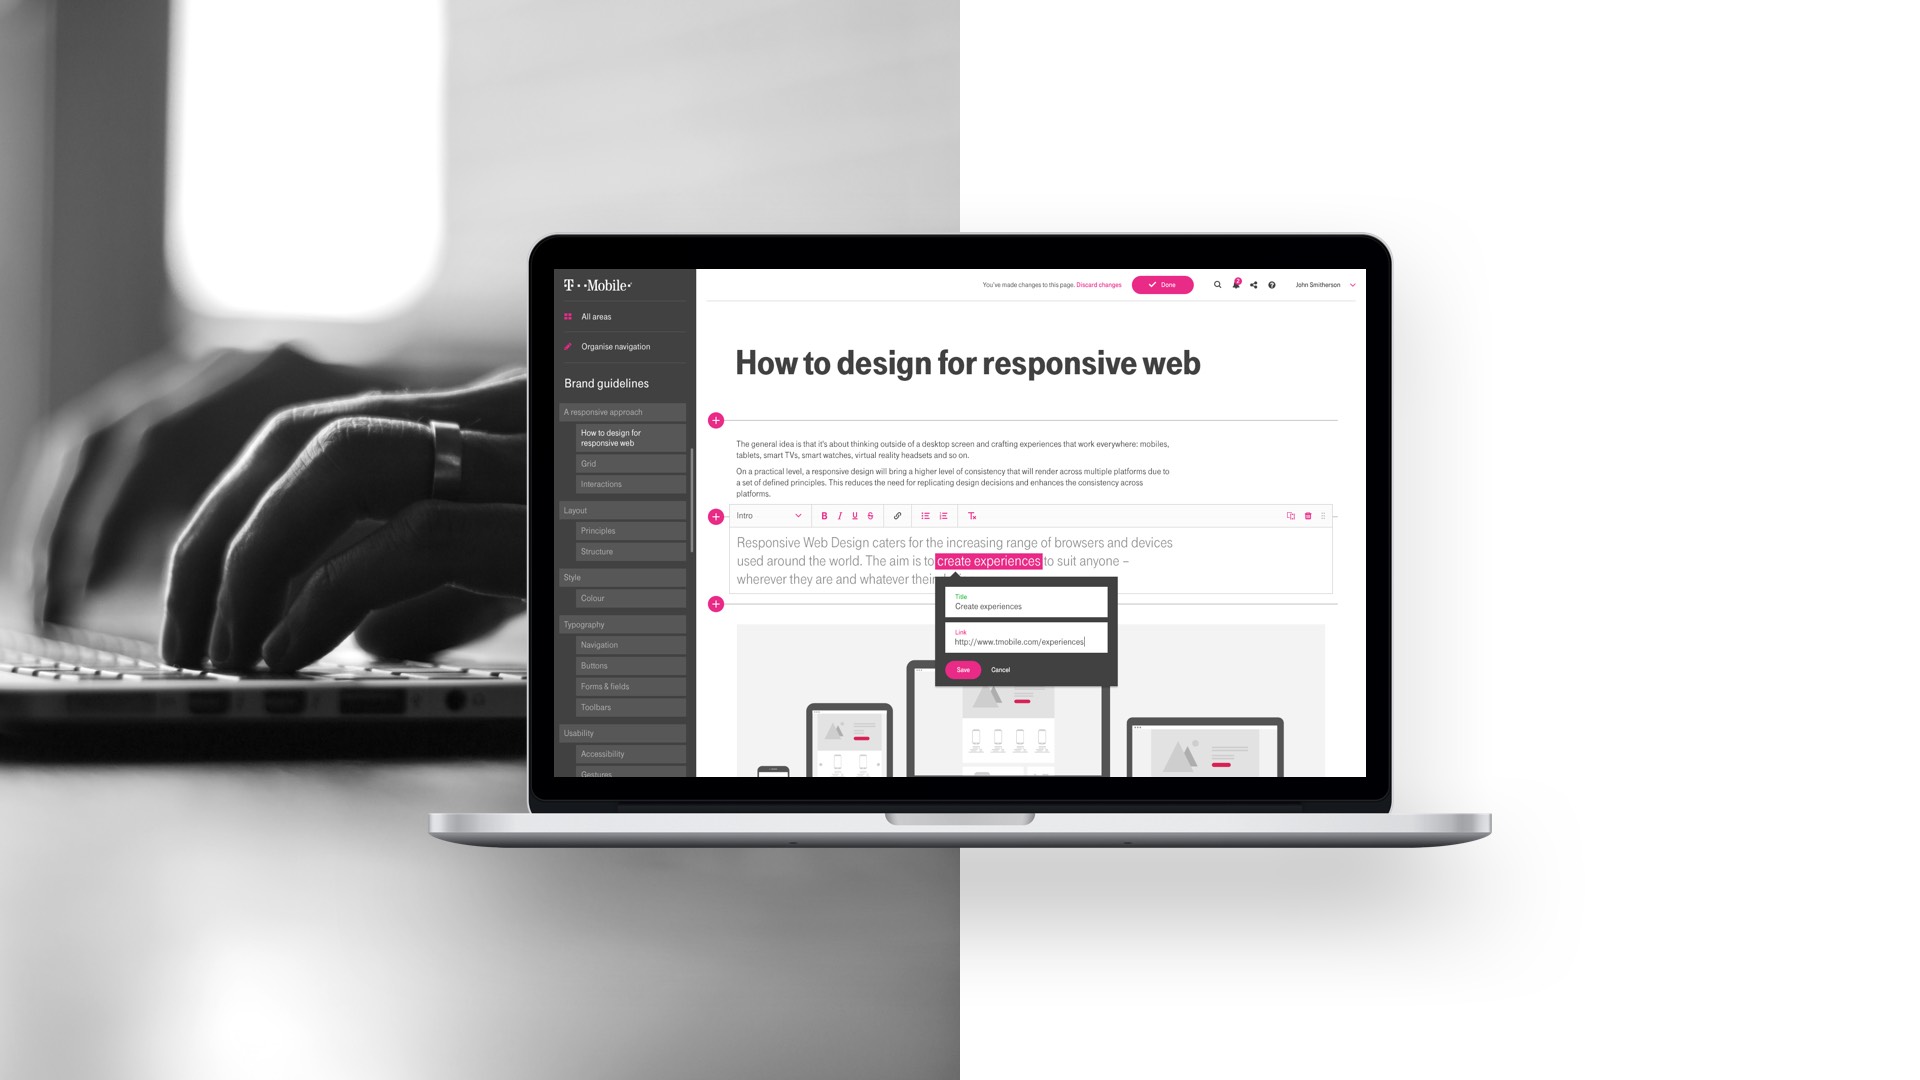 T · · Mobile
All areas
Organise navigation
Brand guidelines
A responsive approach
How to design for
responsive web
Grid
Interactions
Layout
Principles
Structure
Style
Colour
Typography
Navigation
Buttons
Forms & fields
Toolbars
Usability
Accessibility
Gestures
You've made changes to this page. Discard changes
Done
2
John Smitherson
How to design for responsive web
The general idea is that it's about thinking outside of a desktop screen and crafting experiences that work everywhere: mobiles,
tablets, smart TVs, smart watches, virtual reality headsets and so on.
On a practical level, a responsive design will bring a higher level of consistency that will render across multiple platforms due to
a set of defined principles. This reduces the need for replicating design decisions and enhances the consistency across
platforms.
Intro
B I U S
Tx
Responsive Web Design caters for the increasing range of browsers and devices
used around the world. The aim is to create experiences to suit anyone –
wherever they are and whatever their
Title
Create experiences
Link
http://www.tmobile.com/experiences
Save
Cancel